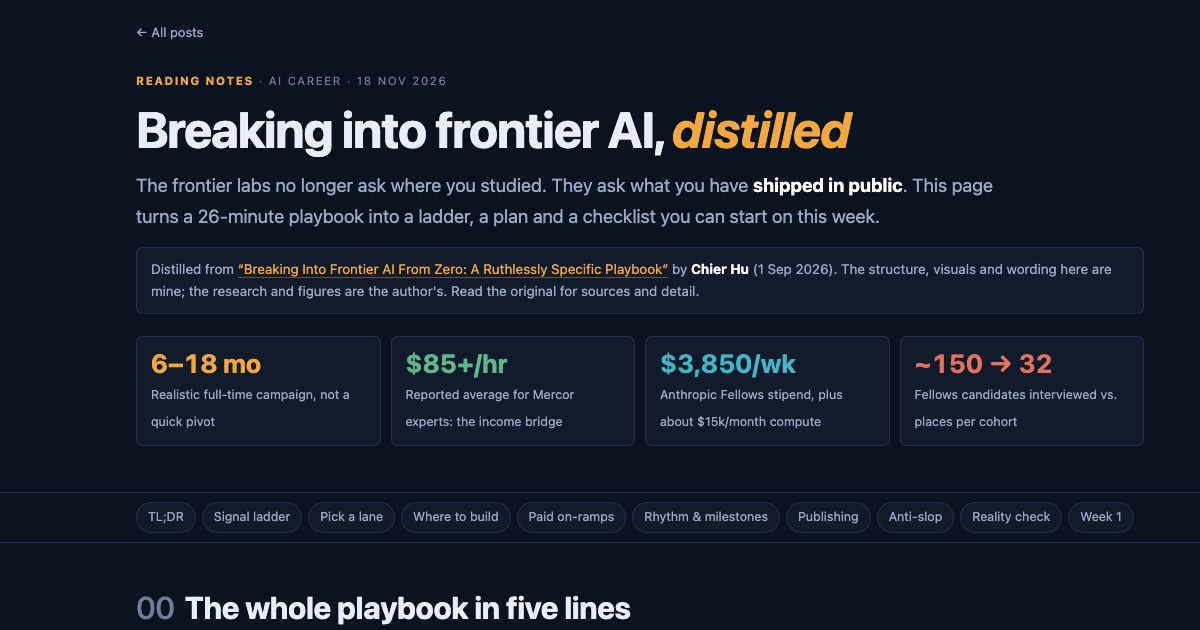 ← All posts
READING NOTES · AI CAREER · 18 NOV 2026
Breaking into frontier AI, distilled
The frontier labs no longer ask where you studied. They ask what you have shipped in public. This page
turns a 26-minute playbook into a ladder, a plan and a checklist you can start on this week.
Distilled from “Breaking Into Frontier AI From Zero: A Ruthlessly Specific Playbook” by Chier Hu (1 Sep 2026). The structure, visuals and wording here are
mine; the research and figures are the author's. Read the original for sources and detail.
6–18 mo
Realistic full-time campaign, not a
quick pivot
$85+/hr
Reported average for Mercor
experts: the income bridge
$3,850/wk
Anthropic Fellows stipend, plus
about $15k/month compute
~150 → 32
Fellows candidates interviewed vs.
places per cohort
TL;DR
Signal ladder
Pick a lane
Where to build
Paid on-ramps
Rhythm & milestones
Publishing
Anti-slop
Reality check
Week 1
00 The whole playbook in five lines